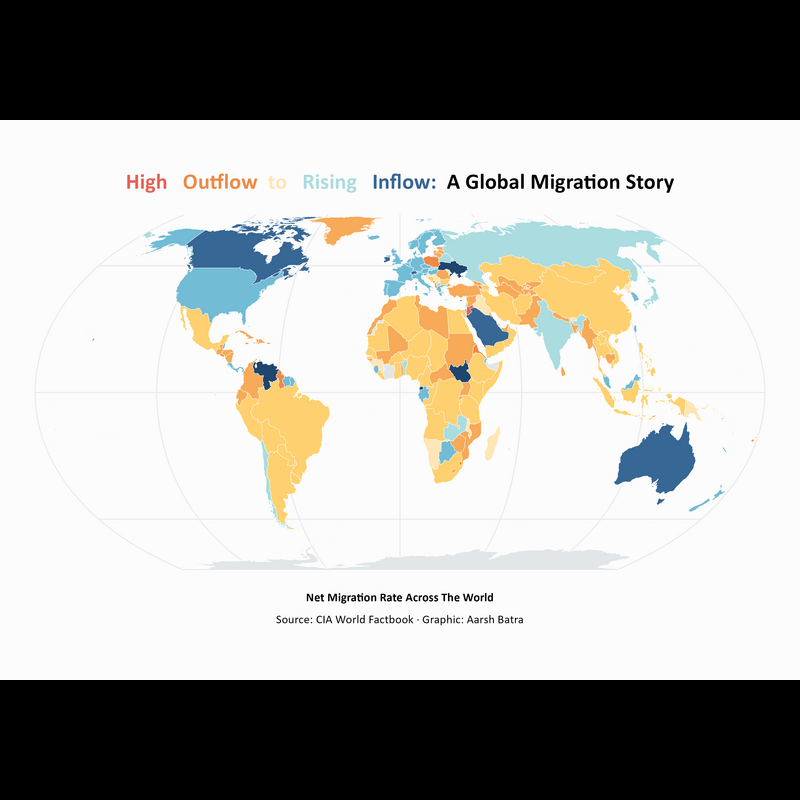 High Outflow to Rising Inflow: A Global Migration Story
Net Migration Rate Across The World
Source: CIA World Factbook · Graphic: Aarsh Batra